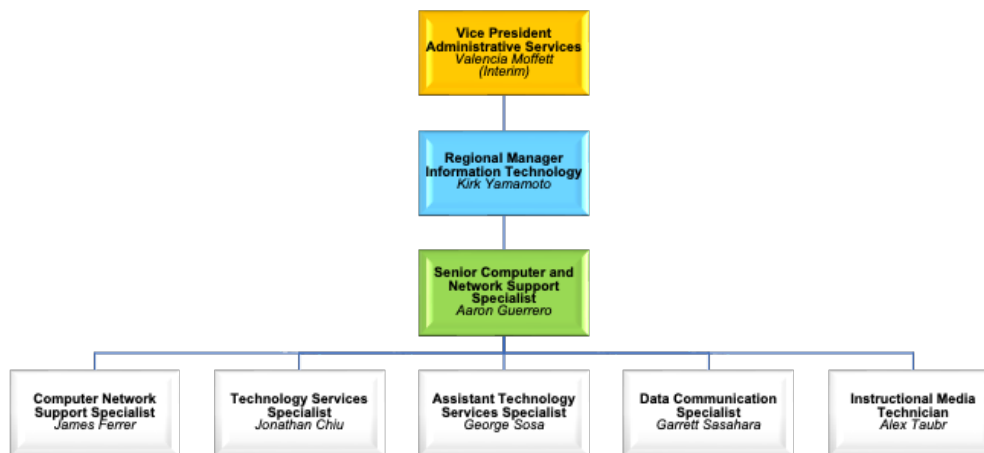 Vice President
Administrative Services
Valencia Moffett
(Interim)
Regional Manager
Information Technology
Kirk Yamamoto
Senior Computer and
Network Support
Specialist
Aaron Guerrero
Computer Network
Support Specialist
James Ferrer
Technology Services
Specialist
Jonathan Chiu
Assistant Technology
Services Specialist
George Sosa
Data Communication
Specialist
Garrett Sasahara
Instructional Media
Technician
Alex Taubr